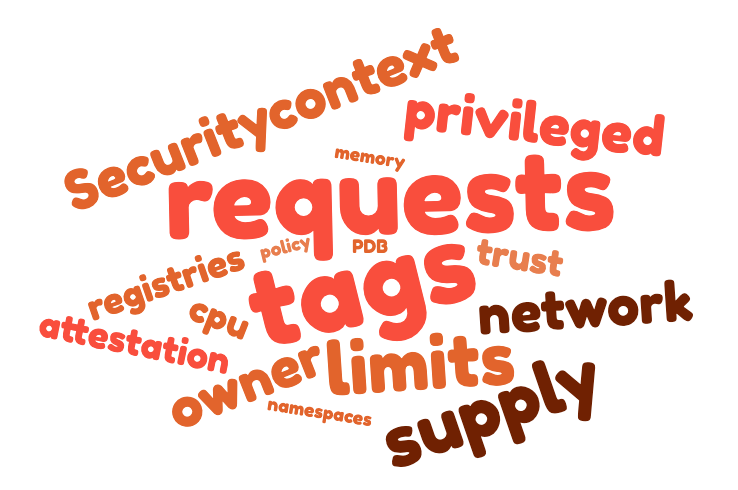 Securitycontext
privileged
memory
requests
policy
PDB
trust
registries
tags
cpu
network
attestation
owner
limits
namespaces
supply